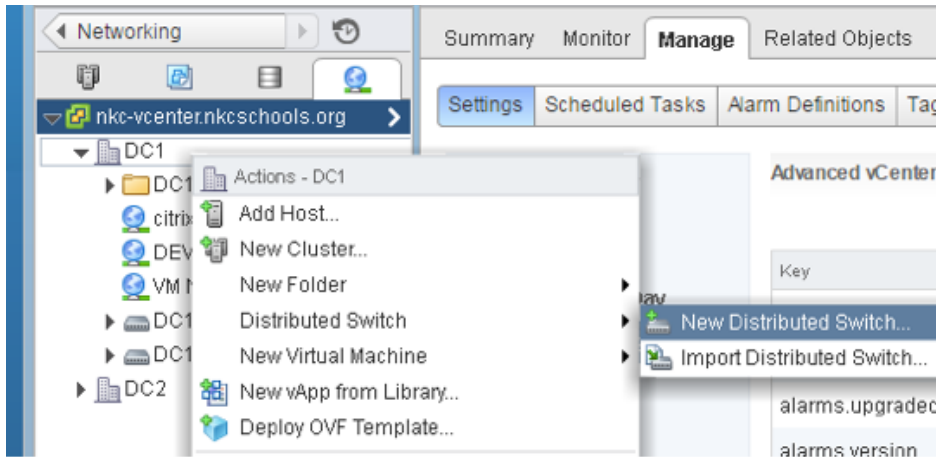 Networking
Summary Monitor Manage Related Objects
nkc-vcenter.nkcschools.org
Settings Scheduled Tasks Alarm Definitions
DC1
Actions - DC1
Advanced vCenter
DC1
Add Host...
DEV
New Cluster...
Key
VM
New Folder
DC1
Distributed Switch
New Distributed Switch...
DC1
New Virtual Machine
Import Distributed Switch...
DC2
New vApp from Library...
Deploy OVF Template...
alarms.upgraded
alarms.version